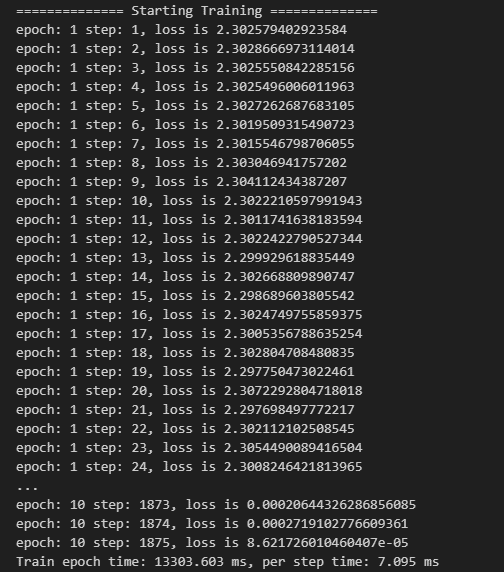 ============== Starting Training ==============
epoch: 1 step: 1, loss is 2.302579402923584
epoch: 1 step: 2, loss is 2.3028666973114014
epoch: 1 step: 3, loss is 2.3025550842285156
epoch: 1 step: 4, loss is 2.3025496006011963
epoch: 1 step: 5, loss is 2.3027262687683105
epoch: 1 step: 6, loss is 2.3019509315490723
epoch: 1 step: 7, loss is 2.3015546798706055
epoch: 1 step: 8, loss is 2.303046941757202
epoch: 1 step: 9, loss is 2.304112434387207
epoch: 1 step: 10, loss is 2.3022210597991943
epoch: 1 step: 11, loss is 2.3011741638183594
epoch: 1 step: 12, loss is 2.3022422790527344
epoch: 1 step: 13, loss is 2.299929618835449
epoch: 1 step: 14, loss is 2.302668809890747
epoch: 1 step: 15, loss is 2.298689603805542
epoch: 1 step: 16, loss is 2.3024749755859375
epoch: 1 step: 17, loss is 2.3005356788635254
epoch: 1 step: 18, loss is 2.302804708480835
epoch: 1 step: 19, loss is 2.297750473022461
epoch: 1 step: 20, loss is 2.3072292804718018
epoch: 1 step: 21, loss is 2.297698497772217
epoch: 1 step: 22, loss is 2.302112102508545
epoch: 1 step: 23, loss is 2.3054490089416504
epoch: 1 step: 24, loss is 2.3008246421813965
...
epoch: 10 step: 1873, loss is 0.00020644326286856085
epoch: 10 step: 1874, loss is 0.0002719102776609361
epoch: 10 step: 1875, loss is 8.621726010460407e-05
Train epoch time: 13303.603 ms, per step time: 7.095 ms